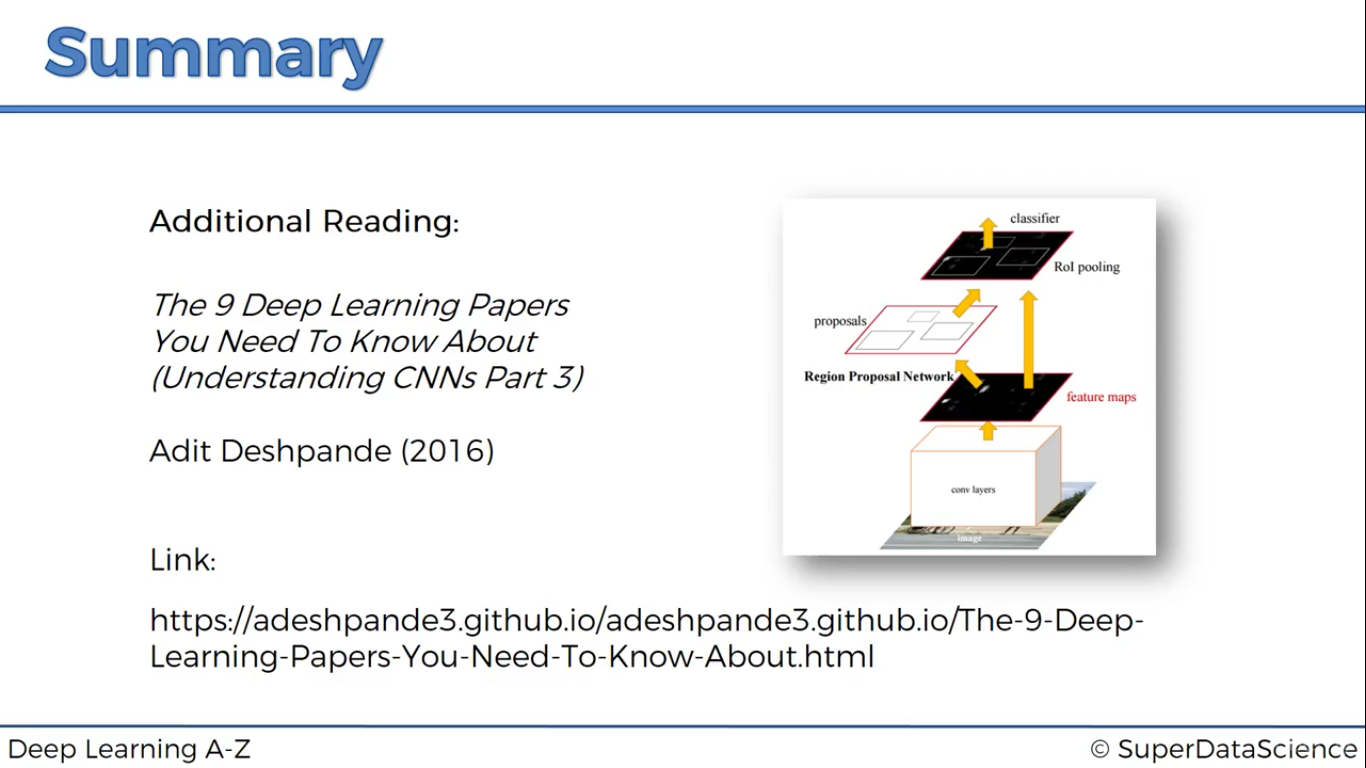 Summary
Additional Reading:
The 9 Deep Learning Papers
You Need To Know About
(Understanding CNNs Part 3)
Adit Deshpande (2016)
classifier
RoI pooling
proposals
Region Proposal Network
feature maps
conv layers
image
Link:
https://adeshpande3.github.io/adeshpande3.github.io/The-9-Deep-
Learning-Papers-You-Need-To-Know-About.html
Deep Learning A-Z
© SuperDataScience